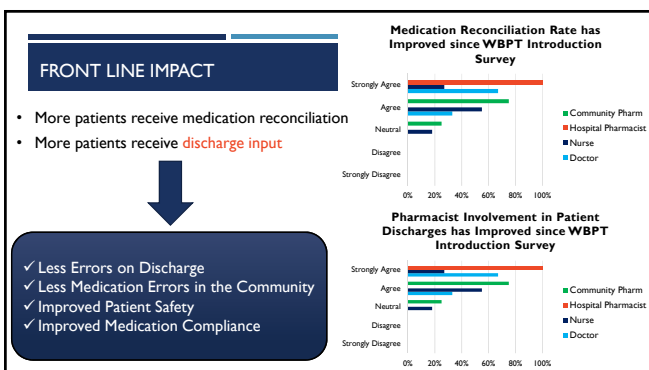 FRONT LINE IMPACT
• More patients receive medication reconciliation
• More patients receive discharge input
✓ Less Errors on Discharge
✓ Less Medication Errors in the Community
✓ Improved Patient Safety
✓ Improved Medication Compliance
Medication Reconciliation Rate has
Improved since WBPT Introduction
Survey
Strongly Agree
Agree
Neutral
Disagree
Strongly Disagree
0% 20% 40% 60% 80% 100%
Community Pharm
Hospital Pharmacist
Nurse
Doctor
Pharmacist Involvement in Patient
Discharges has Improved since WBPT
Introduction Survey
Strongly Agree
Agree
Neutral
Disagree
Strongly Disagree
0% 20% 40% 60% 80% 100%
Community Pharm
Hospital Pharmacist
Nurse
Doctor